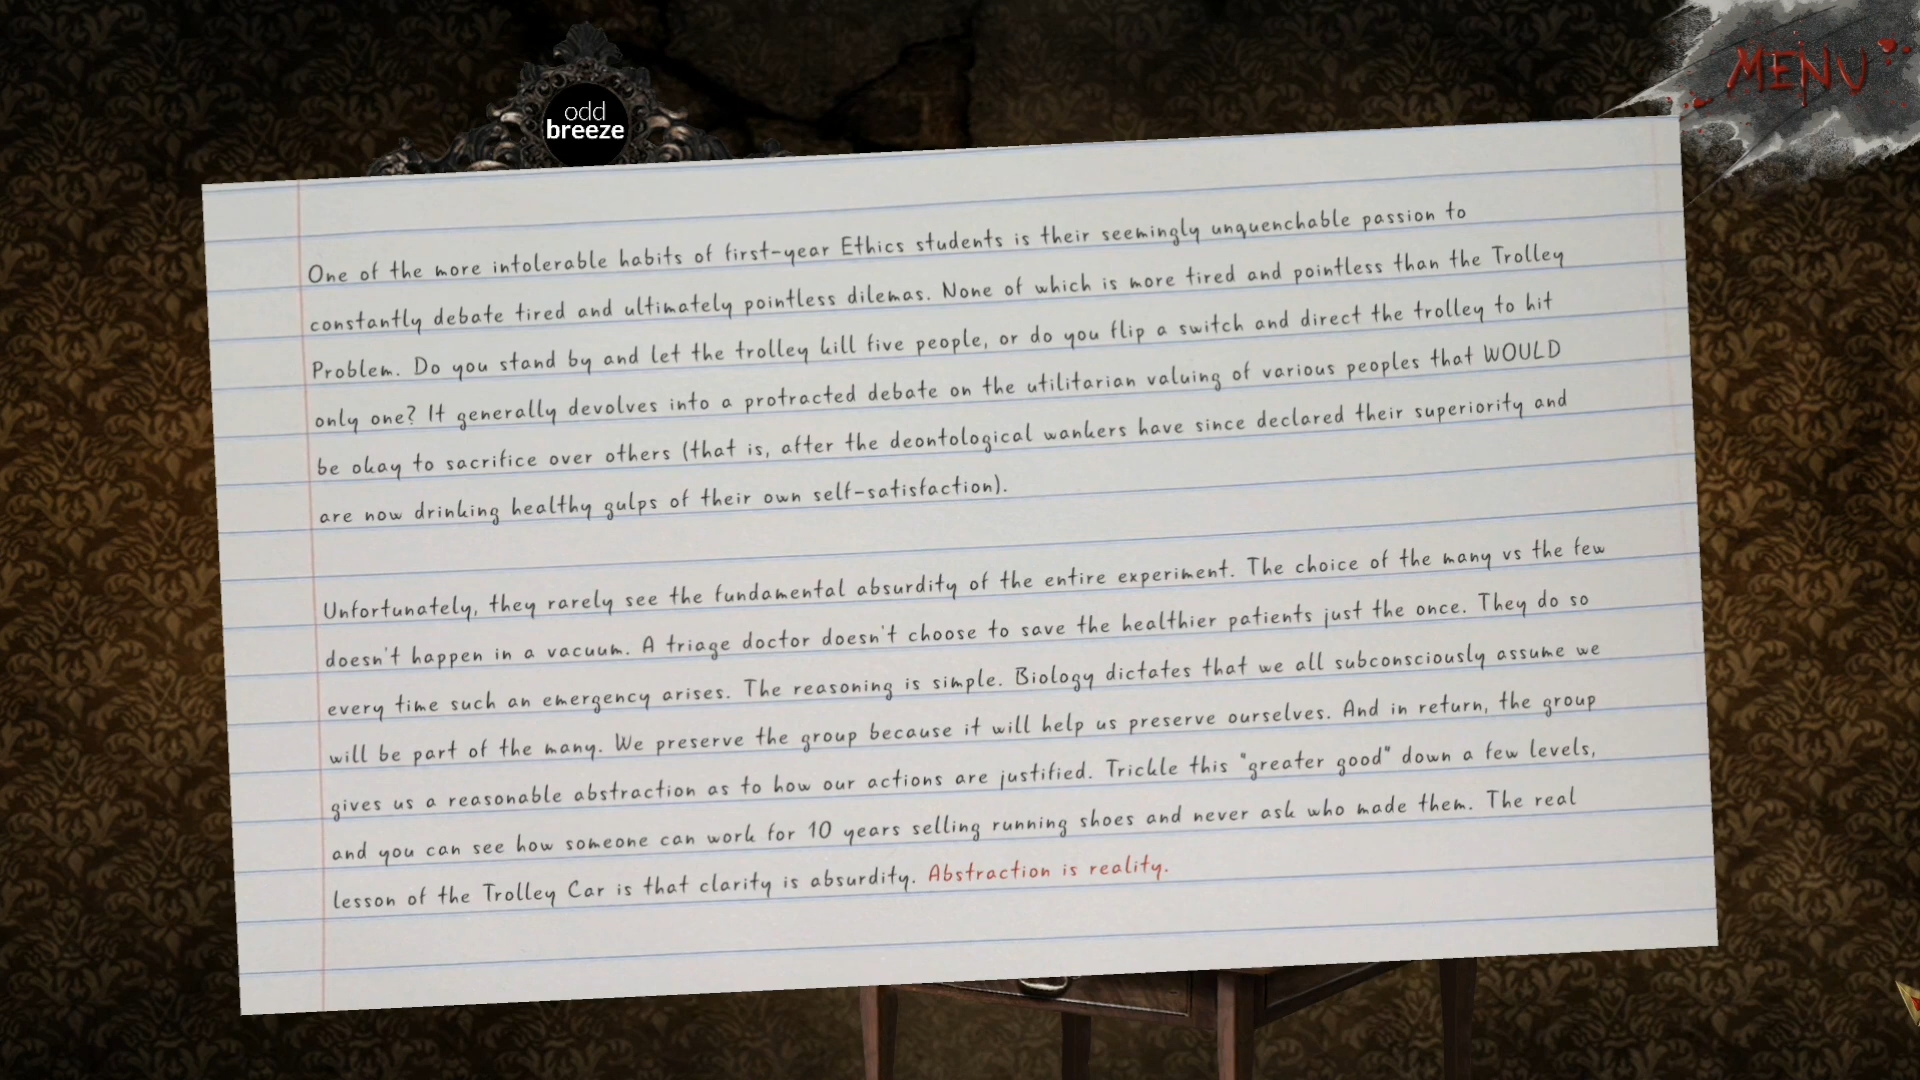 odd
breeze
MENU
One of the more intolerable habits of first-year Ethics students is their seemingly unquenchable passion to
constantly debate tired and ultimately pointless dilemas. None of which is more tired and pointless than the Trolley
Problem. Do you stand by and let the trolley kill five people, or do you flip a switch and direct the trolley to hit
only one? It generally devolves into a protracted debate on the utilitarian valuing of various peoples that WOULD
be okay to sacrifice over others (that is, after the deontological wankers have since declared their superiority and
are now drinking healthy gulps of their own self-satisfaction).
Unfortunately, they rarely see the fundamental absurdity of the entire experiment. The choice of the many vs the few
doesn't happen in a vacuum. A triage doctor doesn't choose to save the healthier patients just the once. They do so
every time such an emergency arises. The reasoning is simple. Biology dictates that we all subconsciously assume we
will be part of the many. We preserve the group because it will help us preserve ourselves. And in return, the group
gives us a reasonable abstraction as to how our actions are justified. Trickle this "greater good" down a few levels,
and you can see how someone can work for 10 years selling running shoes and never ask who made them. The real
lesson of the Trolley Car is that clarity is absurdity. Abstraction is reality.